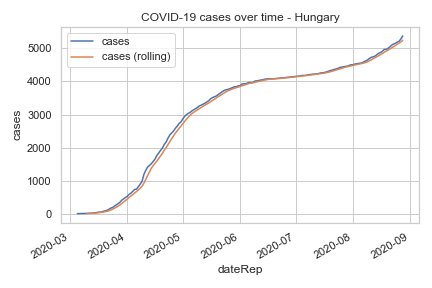 COVID-19 cases over time - Hungary
cases
cases (rolling)
5000
4000
3000
2000
1000
0
cases
2020-03
2020-04
2020-05
2020-06
2020-07
2020-08
2020-09
dateRep